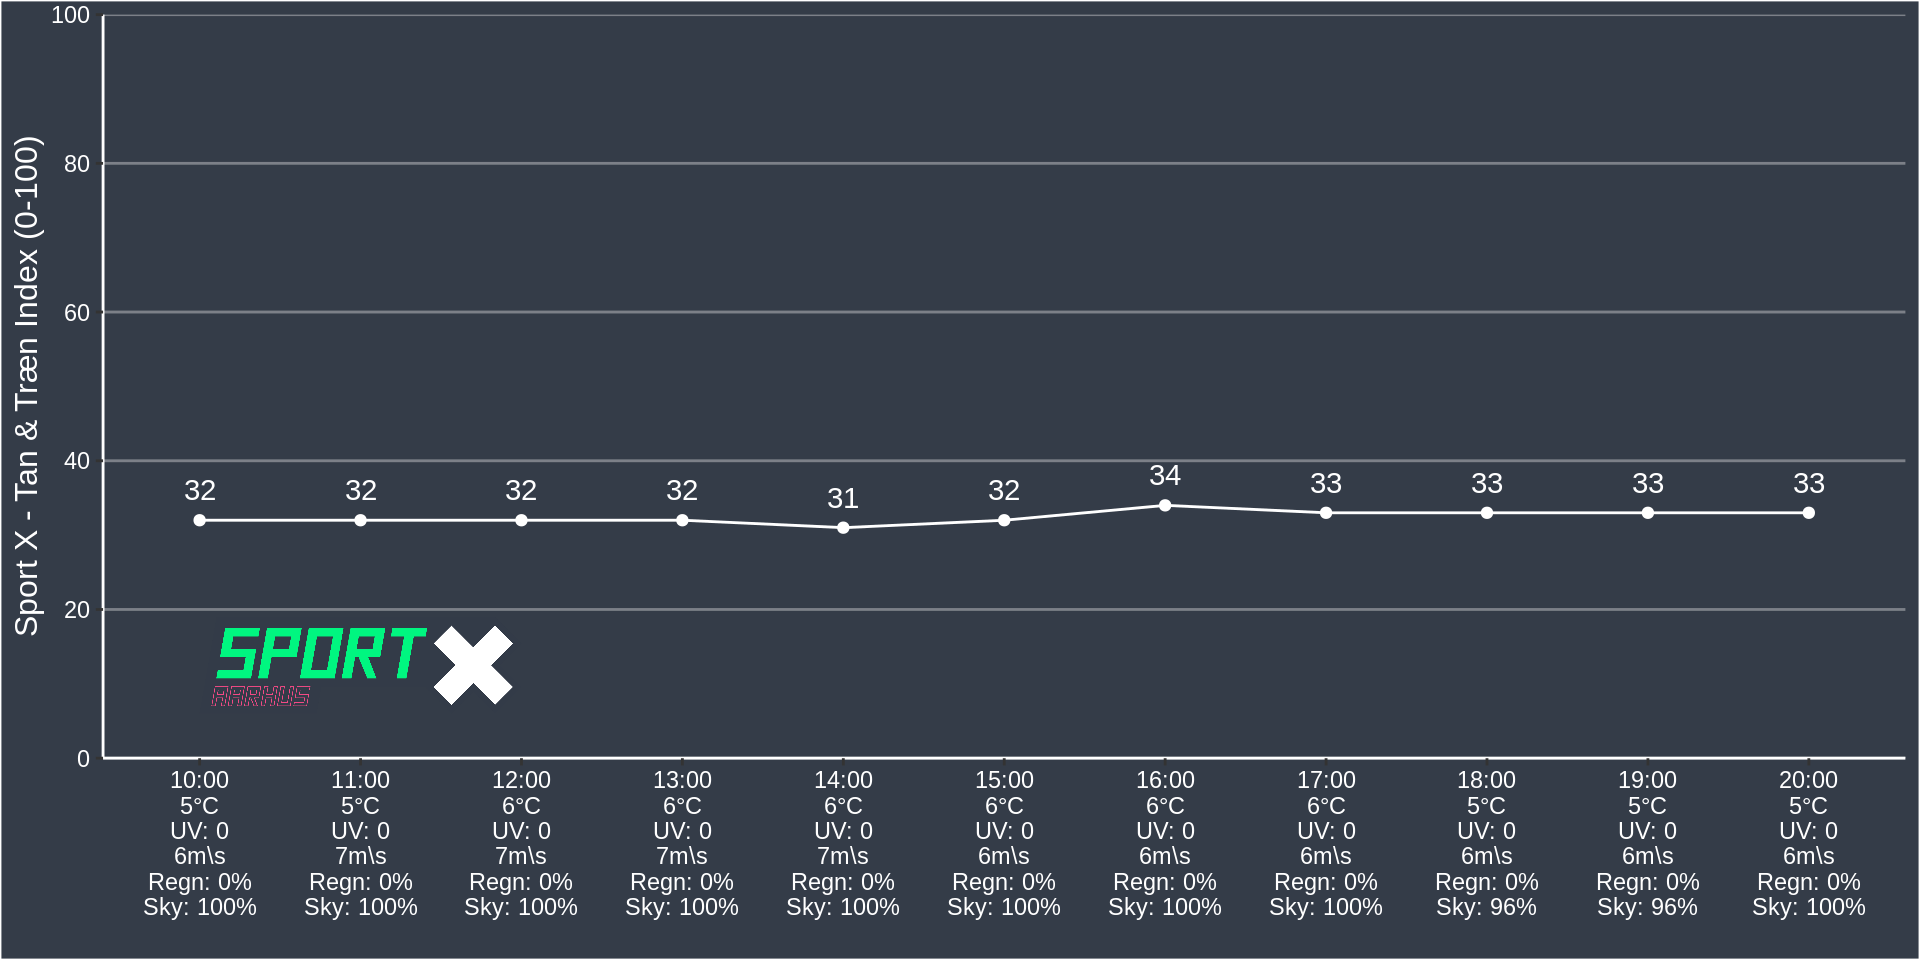 Sport X - Tan & Træn Index (0-100)
100
80
60
40
20
0
32 32 32 32 31 32 34 33 33 33 33
SPORT X
AARHUS
10:00 11:00 12:00 13:00 14:00 15:00 16:00 17:00 18:00 19:00 20:00
5°C 5°C 6°C 6°C 6°C 6°C 6°C 6°C 5°C 5°C 5°C
UV: 0 UV: 0 UV: 0 UV: 0 UV: 0 UV: 0 UV: 0 UV: 0 UV: 0 UV: 0 UV: 0
6m\s 7m\s 7m\s 7m\s 7m\s 6m\s 6m\s 6m\s 6m\s 6m\s 6m\s
Regn: 0% Regn: 0% Regn: 0% Regn: 0% Regn: 0% Regn: 0% Regn: 0% Regn: 0% Regn: 0% Regn: 0% Regn: 0%
Sky: 100% Sky: 100% Sky: 100% Sky: 100% Sky: 100% Sky: 100% Sky: 100% Sky: 100% Sky: 96% Sky: 96% Sky: 100%